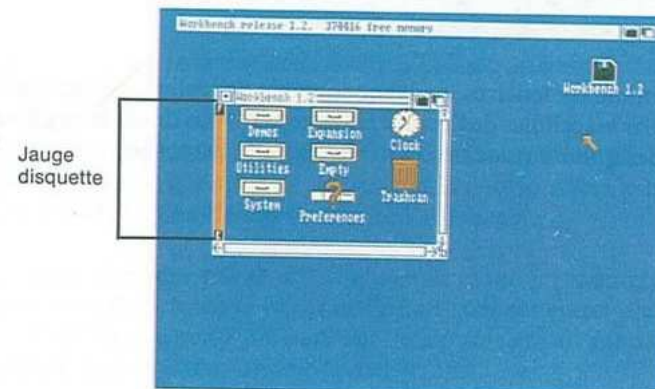 Workbench release 1.2. 374416 free memory
Workbench 1.2
Workbench 1.2
Demos
Expansion
Clock
Utilities
Empty
Trashcan
System
Preferences
Jauge
disquette
E
F